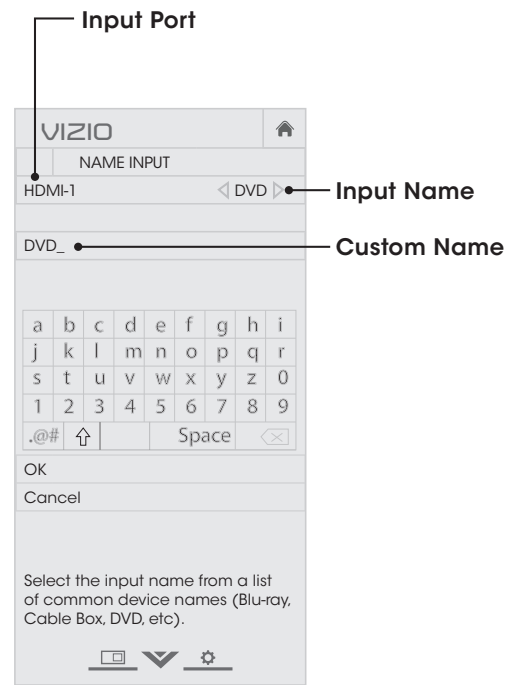 Input Port
VIZIO
NAME INPUT
HDMI-1 DVD
Input Name
DVD_
Custom Name
a b c d e f g h i
j k l m n o p q r
s t u v w x y z 0
1 2 3 4 5 6 7 8 9
.@# Space
OK
Cancel
Select the input name from a list
of common device names (Blu-ray,
Cable Box, DVD, etc).